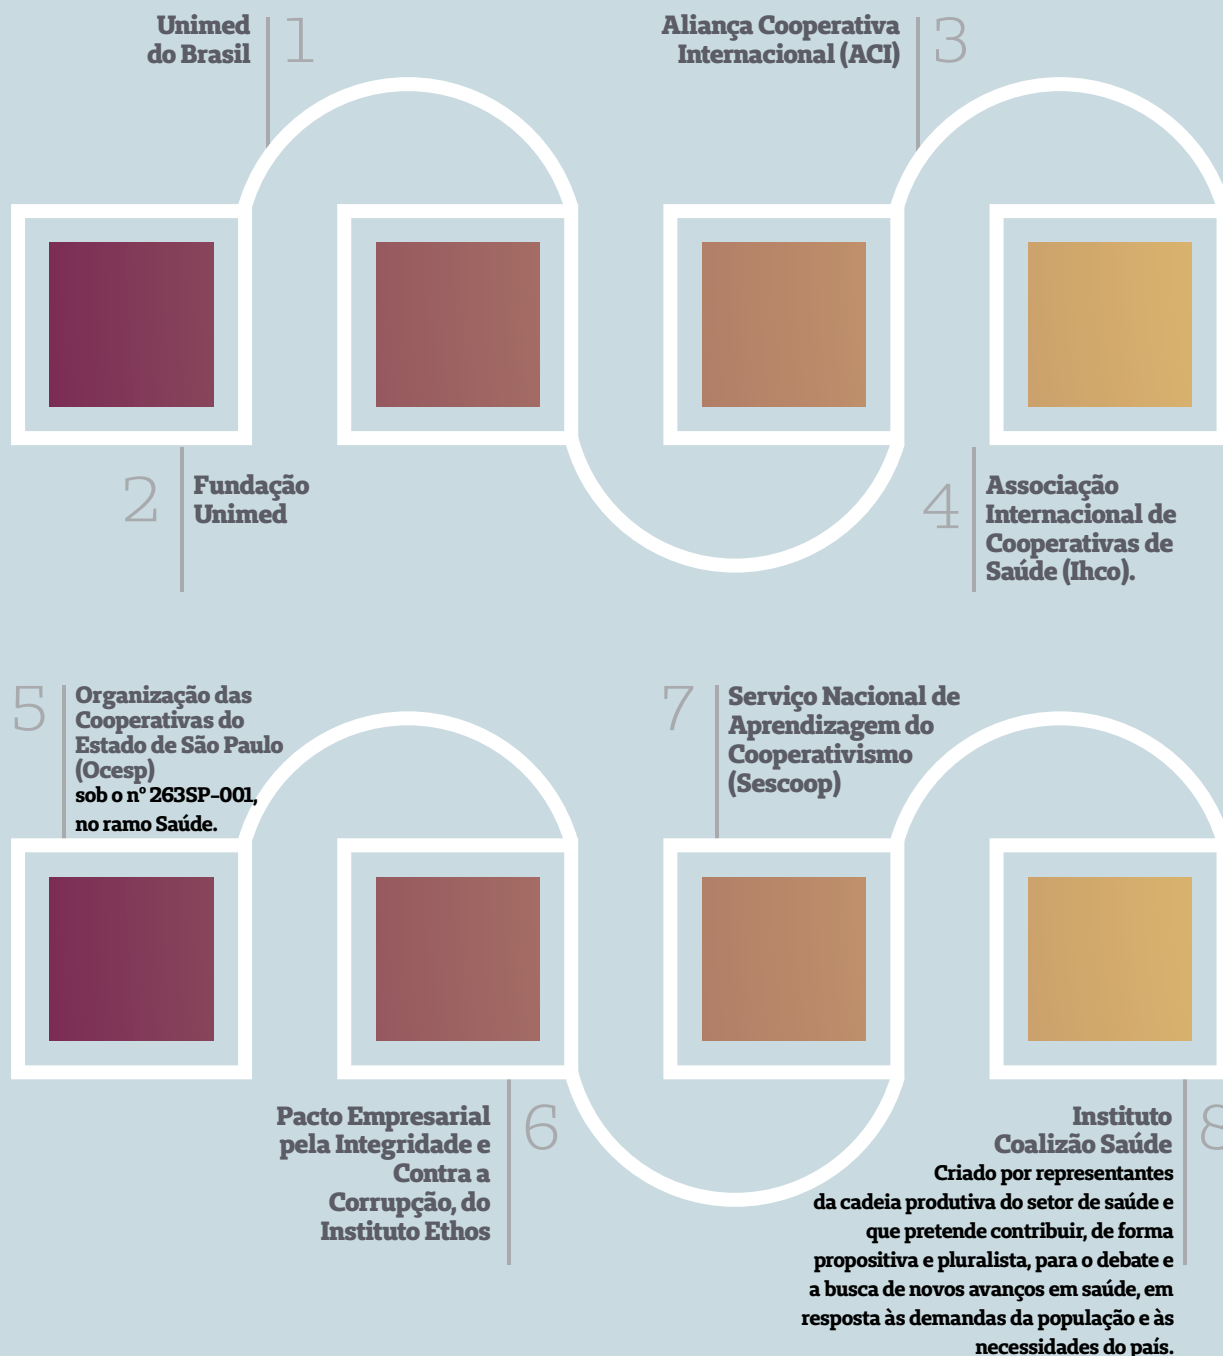 1
Unimed
do Brasil
3
Aliança Cooperativa
Internacional (ACI)
2
Fundação
Unimed
4
Associação
Internacional de
Cooperativas de
Saúde (Ihco).
5
Organização das
Cooperativas do
Estado de São Paulo
(Ocesp)
sob o nº 263SP-001,
no ramo Saúde.
7
Serviço Nacional de
Aprendizagem do
Cooperativismo
(Sescoop)
6
Pacto Empresarial
pela Integridade e
Contra a
Corrupção, do
Instituto Ethos
8
Instituto
Coalizão Saúde
Criado por representantes
da cadeia produtiva do setor de saúde e
que pretende contribuir, de forma
propositiva e pluralista, para o debate e
a busca de novos avanços em saúde, em
resposta às demandas da população e às
necessidades do país.